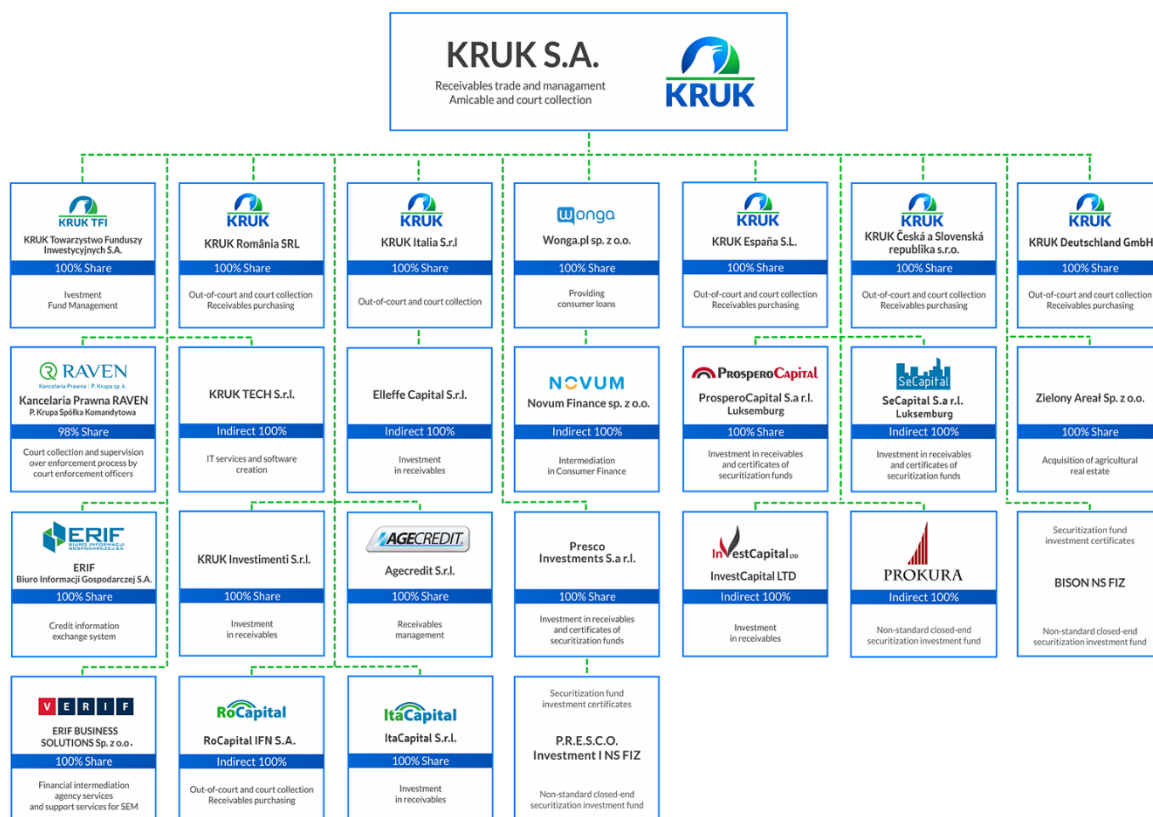 KRUK S.A.
Receivables trade and managament
Amicable and court collection
KRUK
KRUK TFI
KRUK Towarzystwo Funduszy
Inwestycyjnych S.A.
100% Share
Ivestment
Fund Management
KRUK
KRUK România SRL
100% Share
Out-of-court and court collection
Receivables purchasing
KRUK
KRUK Italia S.r.l
100% Share
Out-of-court and court collection
wonga
Wonga.pl sp. z o.o.
100% Share
Providing
consumer loans
KRUK
KRUK España S.L.
100% Share
Out-of-court and court collection
Receivables purchasing
KRUK
KRUK Česká a Slovenská
republika s.r.o.
100% Share
Out-of-court and court collection
Receivables purchasing
KRUK
KRUK Deutschland GmbH
100% Share
Out-of-court and court collection
Receivables purchasing
RAVEN
Kancelaria Prawna | P. Krupa sp. k.
Kancelaria Prawna RAVEN
P. Krupa Spółka Komandytowa
98% Share
Court collection and supervision
over enforcement process by
court enforcement officers
KRUK TECH S.r.l.
Indirect 100%
IT services and software
creation
Elleffe Capital S.r.l.
Indirect 100%
Investment
in receivables
NOVUM
Novum Finance sp. z o.o.
Indirect 100%
Intermediation
in Consumer Finance
PROSPEROCAPITAL
ProsperoCapital S.a r.l.
Luksemburg
100% Share
Investment in receivables
and certificates of
securitization funds
SeCapital
SeCapital S.a r.l.
Luksemburg
Indirect 100%
Investment in receivables
and certificates of
securitization funds
Zielony Areał Sp. z o.o.
100% Share
Acquisition of agricultural
real estate
ERIF
BIURO INFORMACJI
GOSPODARCZEJ S.A.
ERIF
Biuro Informacji Gospodarczej S.A.
100% Share
Credit information
exchange system
KRUK Investimenti S.r.l.
100% Share
Investment
in receivables
AGECREDIT
Agecredit S.r.l.
100% Share
Receivables
management
Presco
Investments S.a r.l.
100% Share
Investment in receivables
and certificates of
securitization funds
InVestCapital LTD
InvestCapital LTD
Indirect 100%
Investment
in receivables
PROKURA
Indirect 100%
Non-standard closed-end
securitization investment fund
Securitization fund
investment certificates
BISON NS FIZ
Non-standard closed-end
securitization investment fund
VERIF
ERIF BUSINESS
SOLUTIONS Sp. z o.o.
100% Share
Financial intermediation
agency services
and support services for SEM
RoCapital
RoCapital IFN S.A.
Indirect 100%
Out-of-court and court collection
Receivables purchasing
ItaCapital
ItaCapital S.r.l.
100% Share
Investment
in receivables
Securitization fund
investment certificates
P.R.E.S.C.O.
Investment I NS FIZ
Non-standard closed-end
securitization investment fund